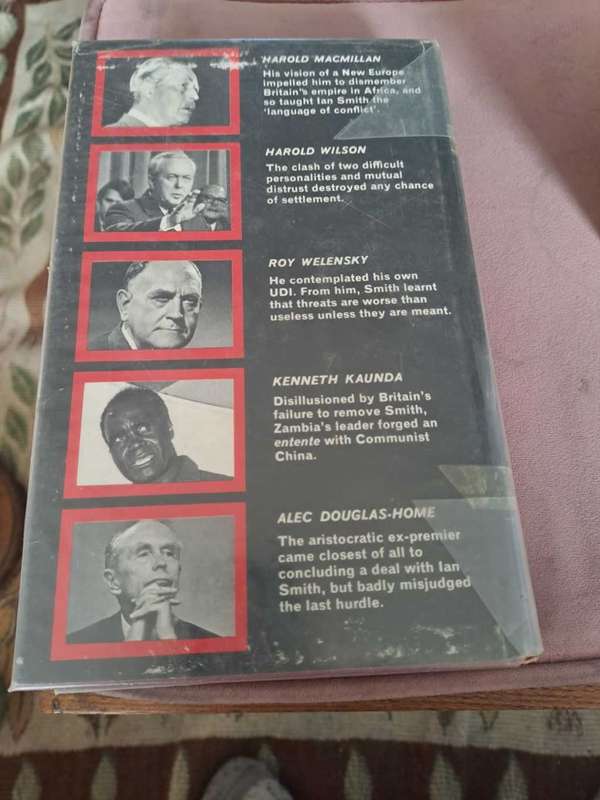 HAROLD MACMILLAN
His vision of a New Europe
impelled him to dismember
Britain"s empire in Africa, and
so taught Ian Smith the
'language of conflict'.
HAROLD WILSON
The clash of two difficult
personalities and mutual
distrust destroyed any chance
of settlement.
ROY WELENSKY
He contemplated his own
UDI. From him, Smith learnt
that threats are worse than
useless unless they are meant.
KENNETH KAUNDA
Disillusioned by Britain's
failure to remove Smith,
Zambia's leader forged an
entente with Communist
China.
ALEC DOUGLAS-HOME
The aristocratic ex-premier
came closest of all to
concluding a deal with Ian
Smith, but badly misjudged
the last hurdle.